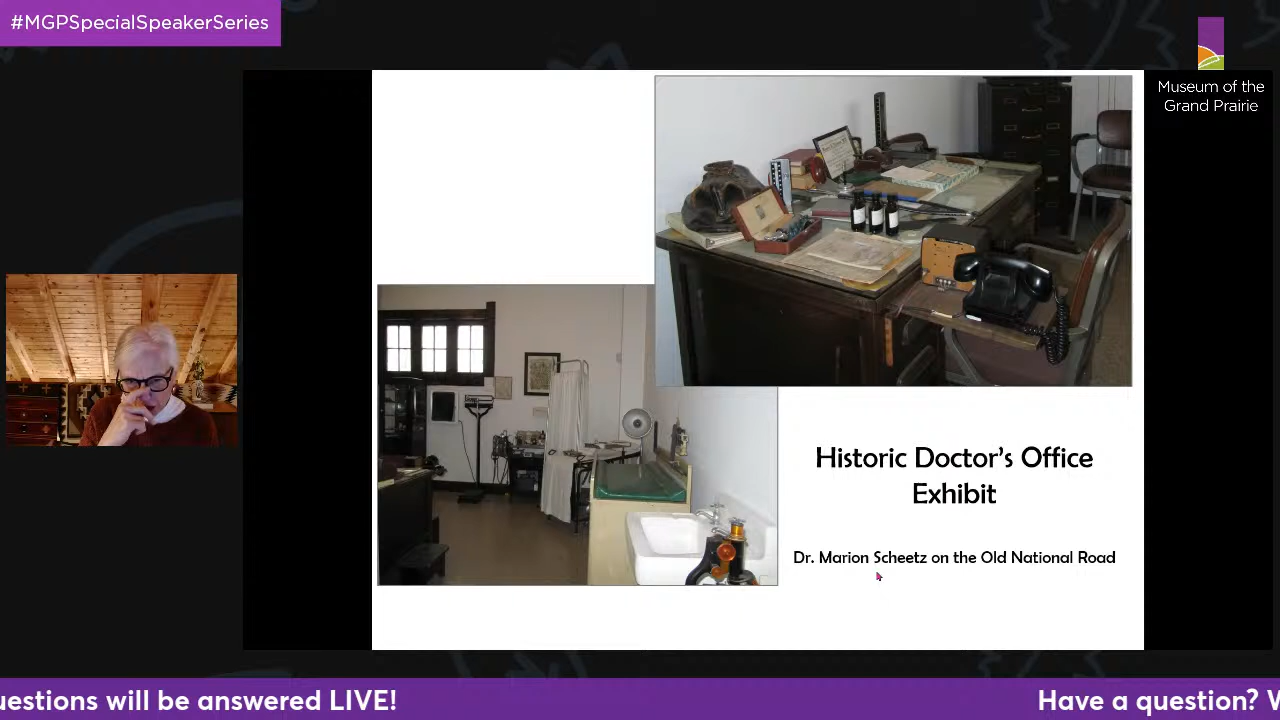 #MGPSpecialSpeakerSeries
Museum of the
Grand Prairie
Historic Doctor's Office
Exhibit
Dr. Marion Scheetz on the Old National Road
uestions will be answered LIVE!
Have a question? W